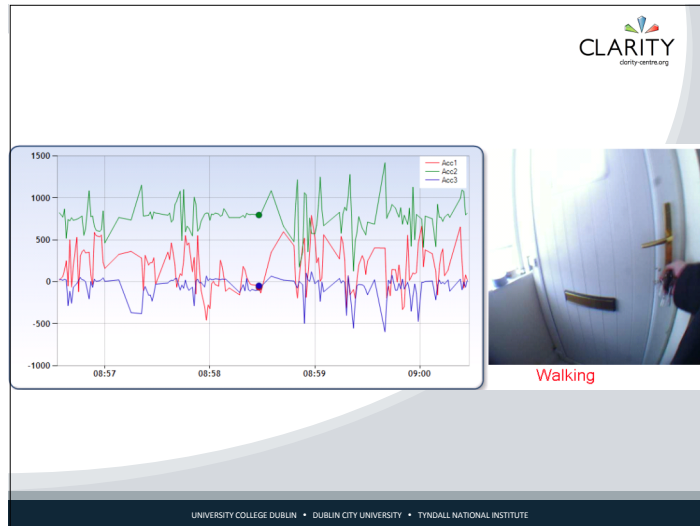 CLARITY
clarity-centre.org
1500
1000
500
0
-500
-1000
Acc1
Acc2
Acc3
08:57 08:58 08:59 09:00
Walking
UNIVERSITY COLLEGE DUBLIN • DUBLIN CITY UNIVERSITY • TYNDALL NATIONAL INSTITUTE